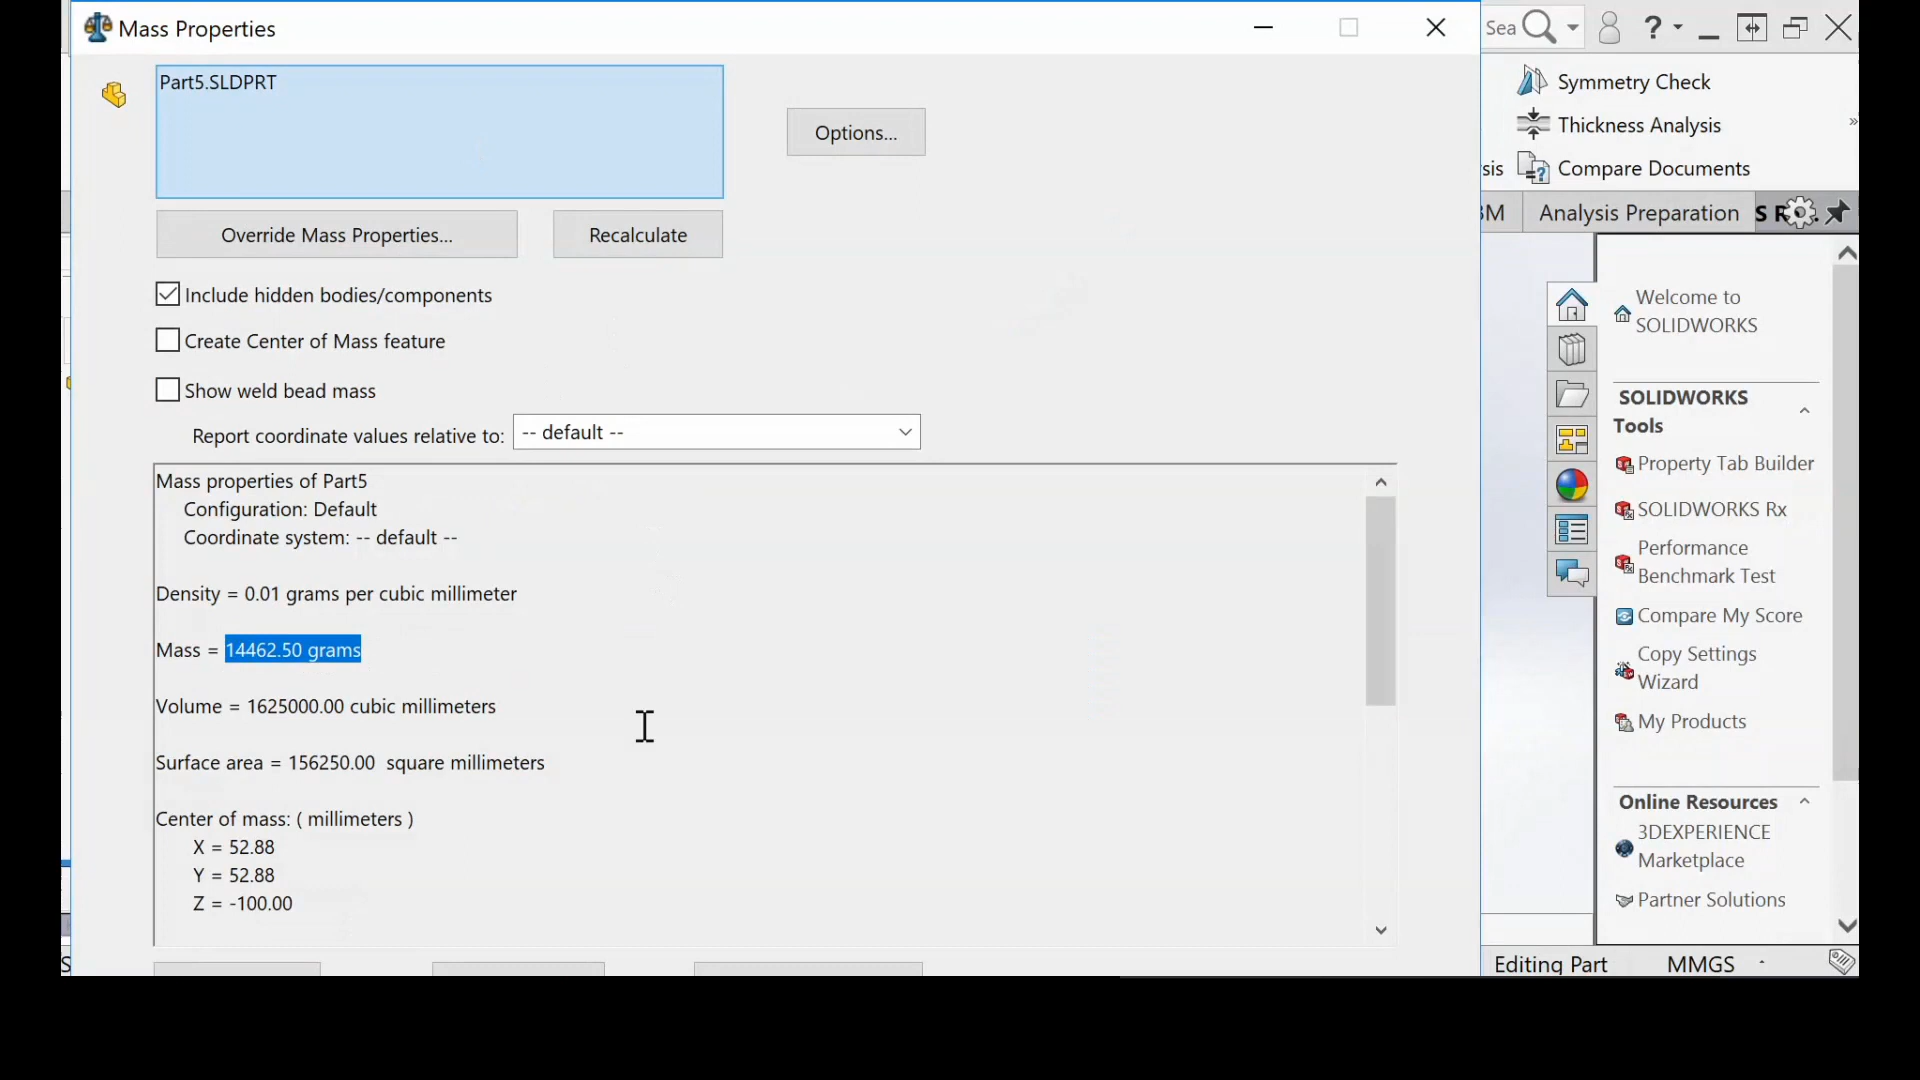 Mass Properties
Sea
?
Part5.SLDPRT
Options...
Override Mass Properties...
Recalculate
Include hidden bodies/components
Create Center of Mass feature
Show weld bead mass
Report coordinate values relative to:
-- default --
Mass properties of Part5
Configuration: Default
Coordinate system: -- default --
Density = 0.01 grams per cubic millimeter
Mass = 14462.50 grams
Volume = 1625000.00 cubic millimeters
Surface area = 156250.00 square millimeters
Center of mass: ( millimeters )
X = 52.88
Y = 52.88
Z = -100.00
Symmetry Check
Thickness Analysis
»
sis
Compare Documents
Analysis Preparation
Welcome to
SOLIDWORKS
SOLIDWORKS
Tools
Property Tab Builder
SOLIDWORKS Rx
Performance
Benchmark Test
Compare My Score
Copy Settings
Wizard
My Products
Online Resources
3DEXPERIENCE
Marketplace
Partner Solutions
Editing Part
MMGS